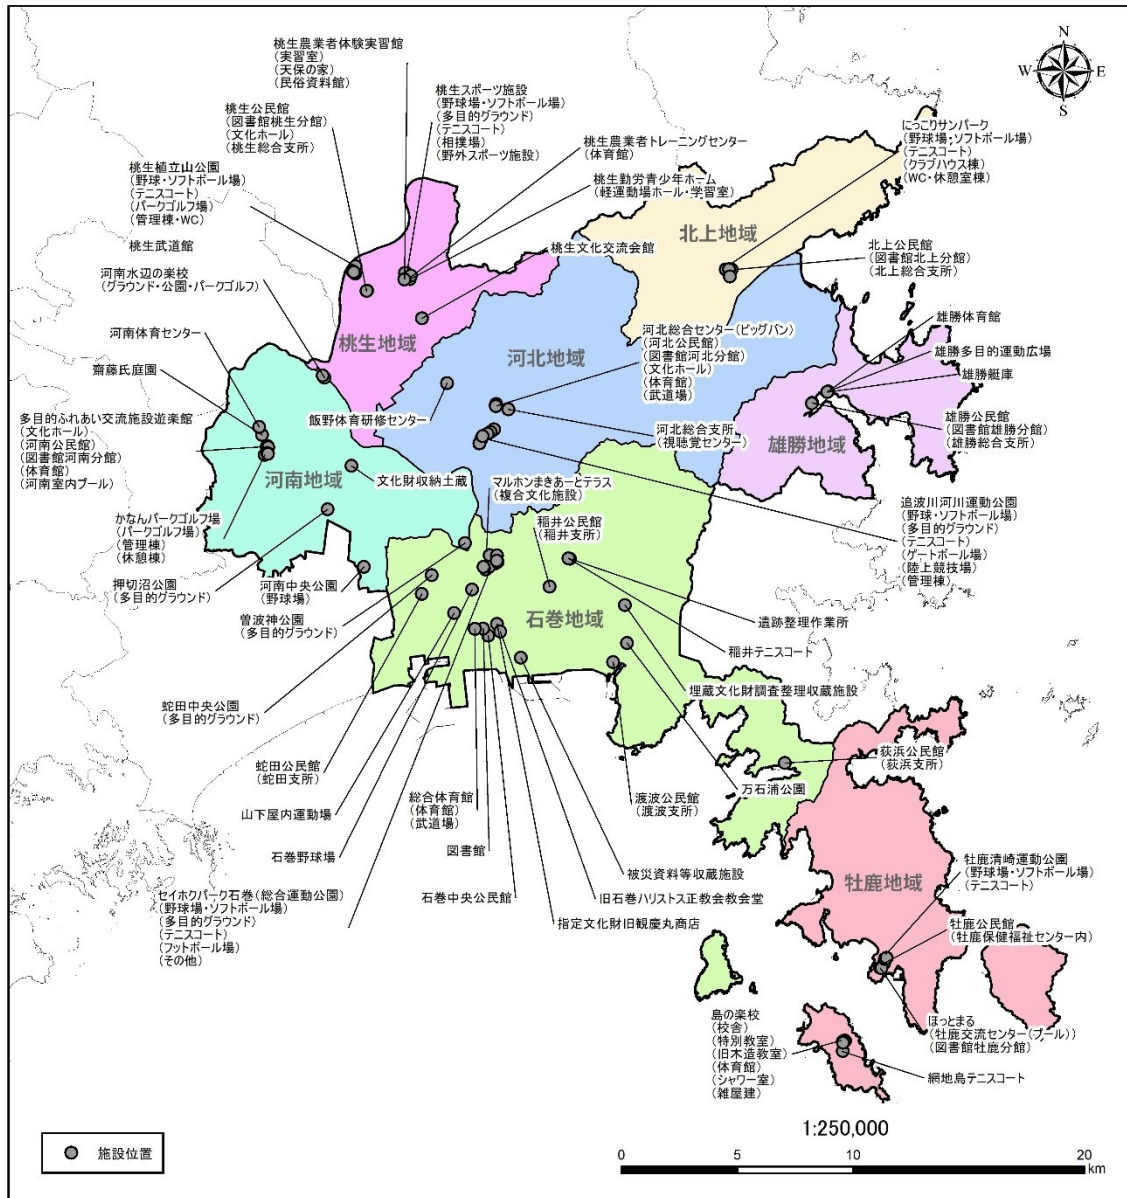 N
W
E
S
桃生農業者体験実習館
（実習室）
（天保の家）
（民俗資料館）
桃生スポーツ施設
（野球場・ソフトボール場）
（多目的グラウンド）
（テニスコート）
（相撲場）
（野外スポーツ施設）
桃生公民館
（図書館桃生分館）
（文化ホール）
（桃生総合支所）
桃生農業者トレーニングセンター
（体育館）
桃生勤労青少年ホーム
（軽運動場ホール・学習室）
にっこりサンパーク
（野球場・ソフトボール場）
（テニスコート）
（クラブハウス棟）
（WC・休憩室棟）
桃生植立山公園
（野球・ソフトボール場）
（テニスコート）
（パークゴルフ場）
（管理棟・WC）
桃生武道館
桃生文化交流会館
北上地域
北上公民館
（図書館北上分館）
（北上総合支所）
河南水辺の楽校
（グラウンド・公園・パークゴルフ）
河南体育センター
齋藤氏庭園
桃生地域
河北地域
河北総合センター（ビッグバン）
（河北公民館）
（図書館河北分館）
（文化ホール）
（体育館）
（武道場）
雄勝体育館
雄勝多目的運動広場
雄勝艇庫
雄勝公民館
（図書館雄勝分館）
（雄勝総合支所）
雄勝地域
多目的ふれあい交流施設遊楽館
（文化ホール）
（河南公民館）
（図書館河南分館）
（体育館）
（河南室内プール）
飯野体育研修センター
河北総合支所
（視聴覚センター）
河南地域
文化財収納土蔵
マルホンまきあーとテラス
（複合文化施設）
稲井公民館
（稲井支所）
追波川河川運動公園
（野球・ソフトボール場）
（多目的グラウンド）
（テニスコート）
（ゲートボール場）
（陸上競技場）
（管理棟）
かなんパークゴルフ場
（パークゴルフ場）
（管理棟）
（休憩棟）
押切沼公園
（多目的グラウンド）
河南中央公園
（野球場）
曽波神公園
（多目的グラウンド）
石巻地域
遺跡整理作業所
稲井テニスコート
埋蔵文化財調査整理収蔵施設
蛇田中央公園
（多目的グラウンド）
蛇田公民館
（蛇田支所）
山下屋内運動場
石巻野球場
総合体育館
（体育館）
（武道場）
図書館
石巻中央公民館
渡波公民館
（渡波支所）
万石浦公園
荻浜公民館
（荻浜支所）
被災資料等収蔵施設
旧石巻ハリストス正教会教会堂
指定文化財旧観慶丸商店
セイホクパーク石巻（総合運動公園）
（野球場・ソフトボール場）
（多目的グラウンド）
（テニスコート）
（フットボール場）
（その他）
牡鹿地域
牡鹿清崎運動公園
（野球場・ソフトボール場）
（テニスコート）
牡鹿公民館
（牡鹿保健福祉センター内）
ほっとまる
（牡鹿交流センター（プール））
（図書館牡鹿分館）
島の楽校
（校舎）
（特別教室）
（旧木造教室）
（体育館）
（シャワー室）
（雑屋建）
網地島テニスコート
施設位置
1:250,000
0
5
10
20
km